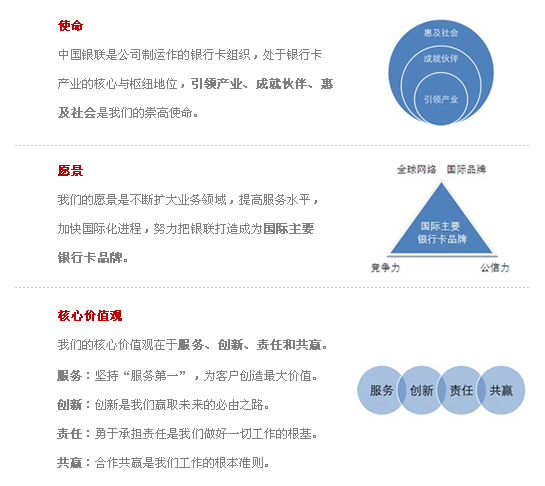 使命
中国银联是公司制运作的银行卡组织，处于银行卡
产业的核心与枢纽地位，引领产业、成就伙伴、惠
及社会是我们的崇高使命。
惠及社会
成就伙伴
引领产业
愿景
我们的愿景是不断扩大业务领域，提高服务水平，
加快国际化进程，努力把银联打造成为国际主要
银行卡品牌。
全球网络 国际品牌
国际主要
银行卡品牌
竞争力 公信力
核心价值观
我们的核心价值观在于服务、创新、责任和共赢。
服务：坚持“服务第一”，为客户创造最大价值。
创新：创新是我们赢取未来的必由之路。
责任：勇于承担责任是我们做好一切工作的根基。
共赢：合作共赢是我们工作的根本准则。
服务 创新 责任 共赢